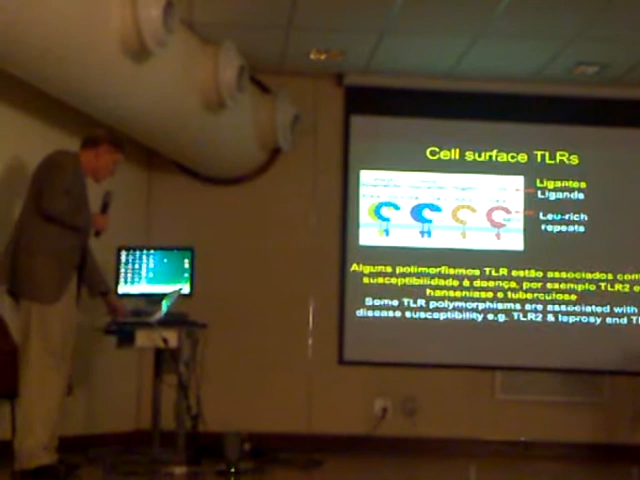 Cell surface TLRs
Ligantes
Ligands
Leu-rich
repeats
Alguns polimorfismos TLR estão associados com
susceptibilidade à doença, por exemplo TLR2 e
hanseníase e tuberculose
Some TLR polymorphisms are associated with
disease susceptibility e.g. TLR2 & leprosy and T